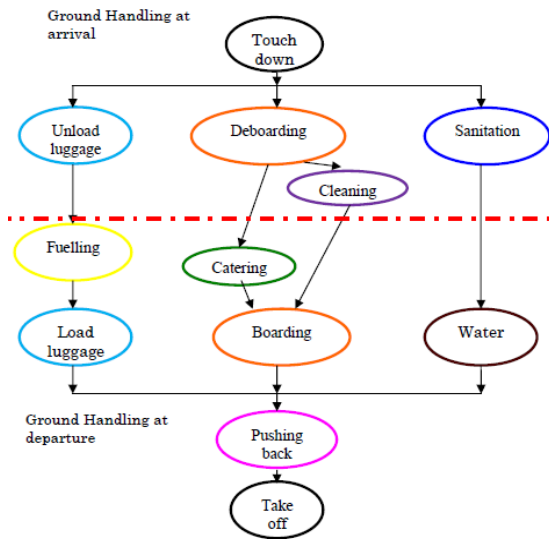 Ground Handling at
arrival
Touch
down
Unload
luggage
Deboarding
Sanitation
Cleaning
Fuelling
Catering
Load
luggage
Boarding
Water
Ground Handling at
departure
Pushing
back
Take
off